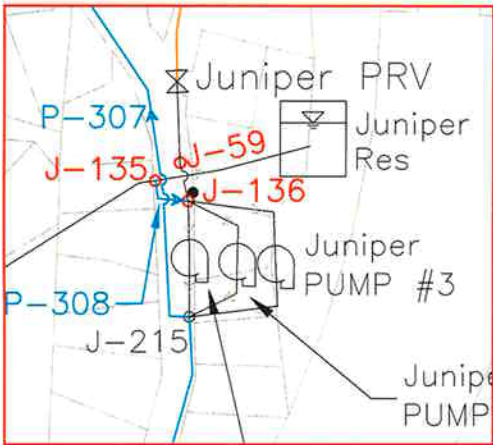 Juniper PRV
P-307
Juniper
Res
J-59
J-135
J-136
Juniper
PUMP #3
P-308
J-215
Junipe
PUMP